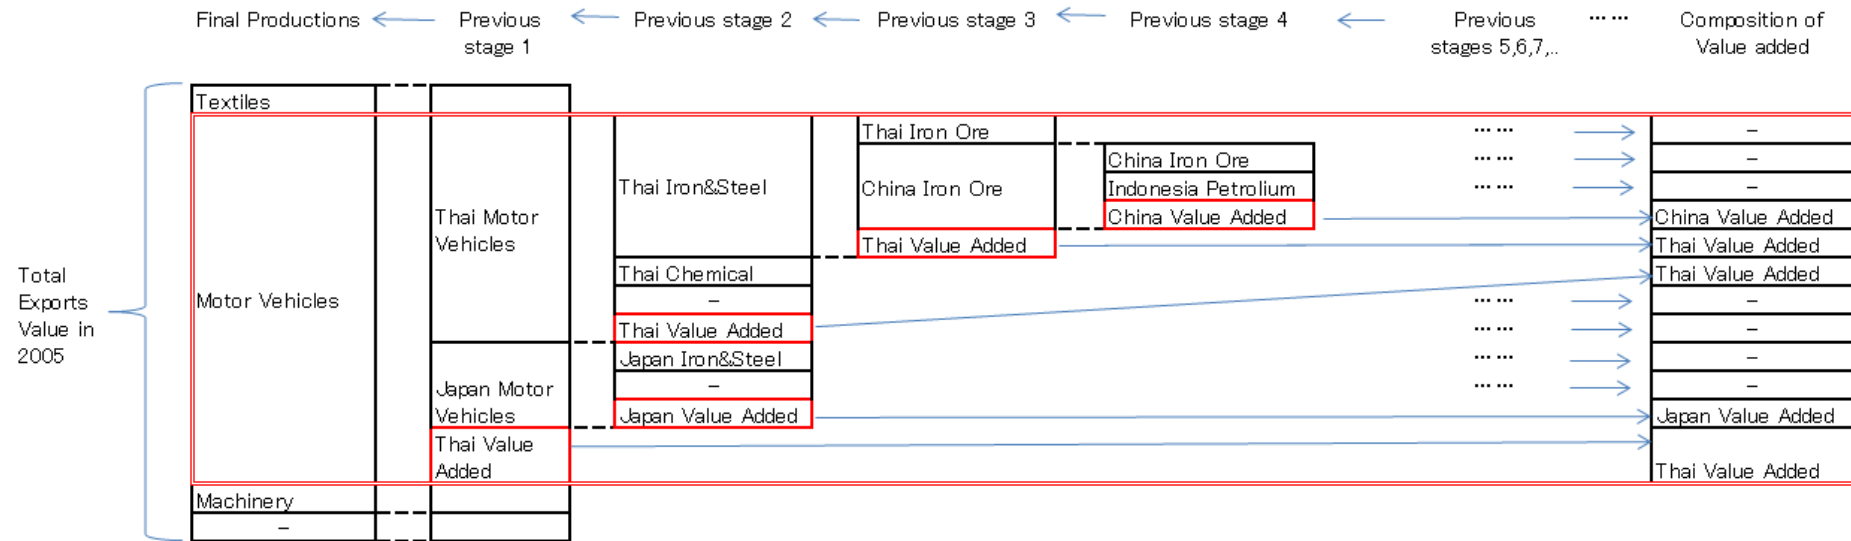 Final Productions
Previous
stage 1
Previous stage 2
Previous stage 3
Previous stage 4
Previous
stages 5,6,7,..
... ...
Composition of
Value added
Total
Exports
Value in
2005
Textiles
Motor Vehicles
Machinery
-
Thai Motor
Vehicles
Japan Motor
Vehicles
Thai Value
Added
Thai Iron&Steel
Thai Chemical
-
Thai Value Added
Japan Iron&Steel
-
Japan Value Added
Thai Iron Ore
China Iron Ore
Thai Value Added
China Iron Ore
Indonesia Petrolium
China Value Added
... ...
... ...
... ...
... ...
... ...
... ...
... ...
-
-
-
China Value Added
Thai Value Added
Thai Value Added
-
-
-
-
Japan Value Added
Thai Value Added